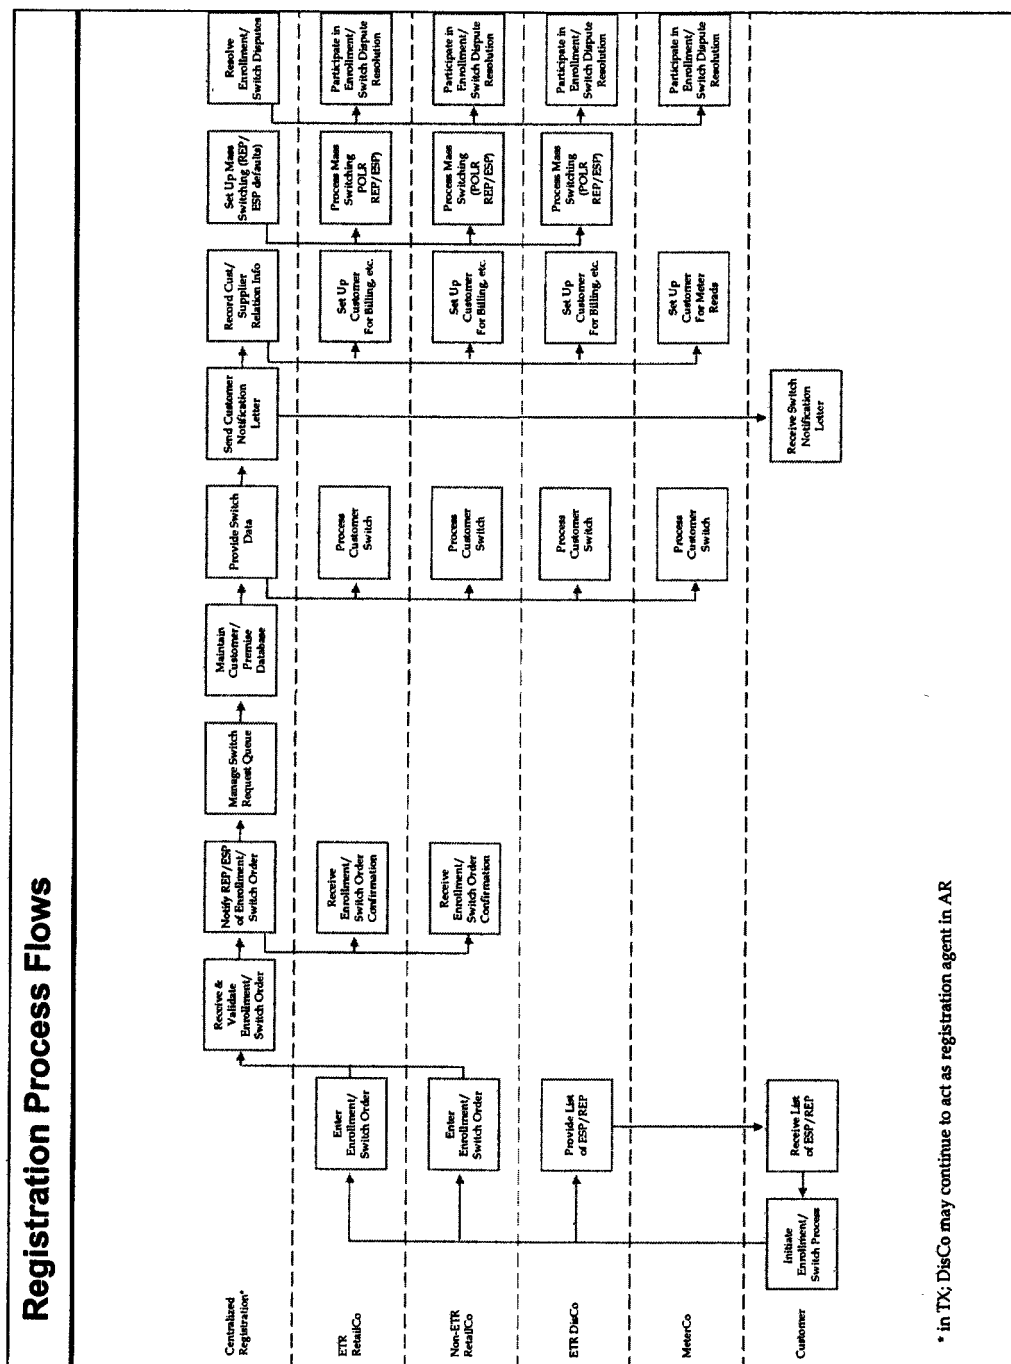 Registration Process Flows
Centralized
Registration*
Receive &
Validate
Enrollment/
Switch Order
Notify REP/ESP
of Enrollment/
Switch Order
Manage Switch
Request Queue
Maintain
Customer/
Premise
Database
Provide Switch
Data
Send Customer
Notification
Letter
Record Cust/
Supplier
Relation Info
Set Up Mass
Switching (REP/
ESP defaults)
Resolve
Enrollment/
Switch Disputes
ETR
RetailCo
Enter
Enrollment/
Switch Order
Receive
Enrollment/
Switch Order
Confirmation
Process
Customer
Switch
Set Up
Customer
For Billing, etc.
Process Mass
Switching
POLR
REP/ESP)
Participate in
Enrollment/
Switch Dispute
Resolution
Non-ETR
RetailCo
Enter
Enrollment/
Switch Order
Receive
Enrollment/
Switch Order
Confirmation
Process
Customer
Switch
Set Up
Customer
For Billing, etc.
Process Mass
Switching
(POLR
REP/ESP)
Participate in
Enrollment/
Switch Dispute
Resolution
ETR DisCo
Provide List
of ESP/REP
Process
Customer
Switch
Set Up
Customer
For Billing, etc.
Process Mass
Switching
(POLR
REP/ESP)
Participate in
Enrollment/
Switch Dispute
Resolution
MeterCo
Process
Customer
Switch
Set Up
Customer
For Meter
Reads
Participate in
Enrollment/
Switch Dispute
Resolution
Customer
Initiate
Enrollment/
Switch Process
Receive List
of ESP/REP
Receive Switch
Notification
Letter
* in TX; DisCo may continue to act as registration agent in AR